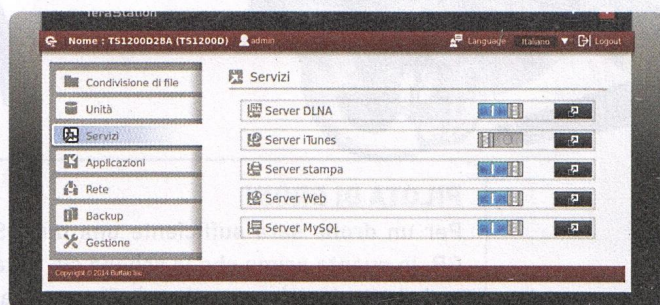 TeraStation
Nome : TS1200D28A (TS1200D) admin Language Italiano Logout
Condivisione di file
Unità
Servizi
Applicazioni
Rete
Backup
Gestione
Servizi
Server DLNA
Server iTunes
Server stampa
Server Web
Server MySQL
Copyright © 2014 Buffalo Inc.